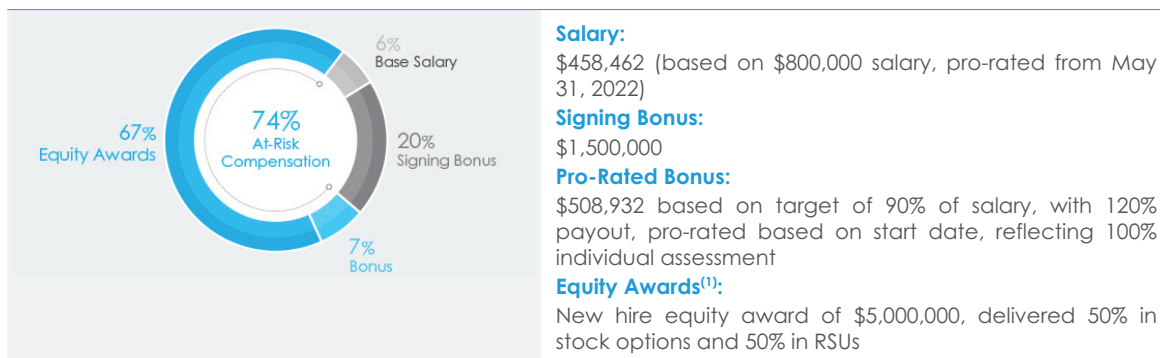 6%
Base Salary
74%
At-Risk
Compensation
67%
Equity Awards
20%
Signing Bonus
7%
Bonus
Salary:
$458,462 (based on $800,000 salary, pro-rated from May
31, 2022)
Signing Bonus:
$1,500,000
Pro-Rated Bonus:
$508,932 based on target of 90% of salary, with 120%
payout, pro-rated based on start date, reflecting 100%
individual assessment
Equity Awards(1):
New hire equity award of $5,000,000, delivered 50% in
stock options and 50% in RSUs